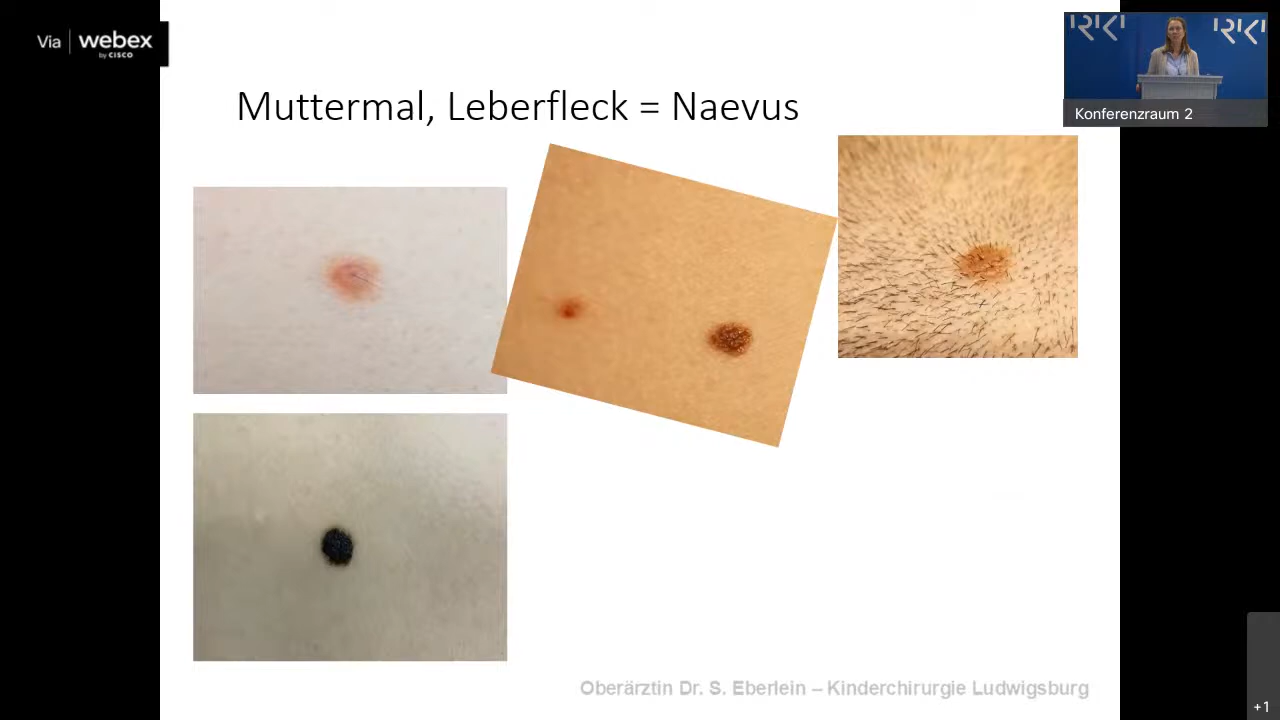 Via webex
by CISCO
Muttermal, Leberfleck = Naevus
Konferenzraum 2
Oberärztin Dr. S. Eberlein – Kinderchirurgie Ludwigsburg
+1